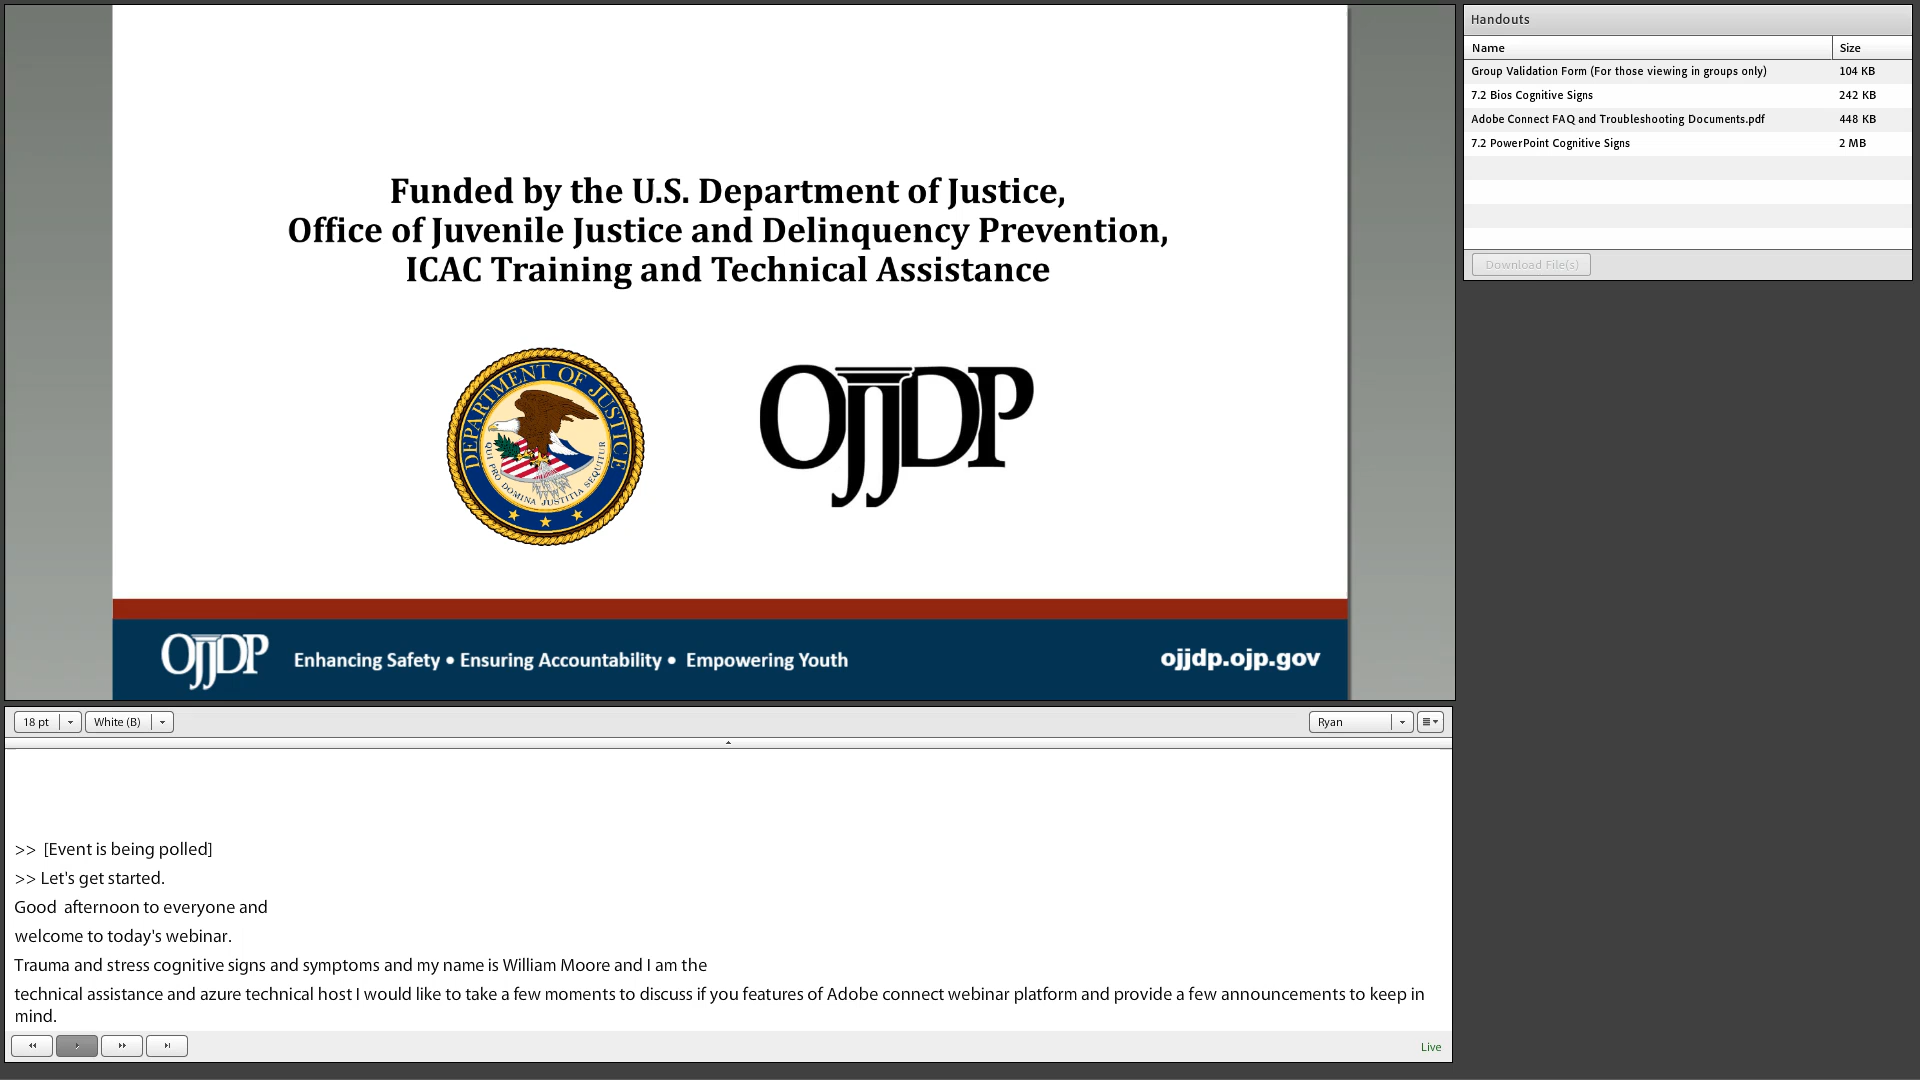 Funded by the U.S. Department of Justice,
Office of Juvenile Justice and Delinquency Prevention,
ICAC Training and Technical Assistance
DEPARTMENT OF JUSTICE
QUI PRO DOMINA JUSTITIA SEQUITUR
OJJDP
OJJDP Enhancing Safety • Ensuring Accountability • Empowering Youth ojjdp.ojp.gov
Handouts
Name Size
Group Validation Form (For those viewing in groups only) 104 KB
7.2 Bios Cognitive Signs 242 KB
Adobe Connect FAQ and Troubleshooting Documents.pdf 448 KB
7.2 PowerPoint Cognitive Signs 2 MB
Download File(s)
18 pt White (B) Ryan
>>  [Event is being polled]
>> Let's get started.
Good  afternoon to everyone and
welcome to today's webinar.
Trauma and stress cognitive signs and symptoms and my name is William Moore and I am the
technical assistance and azure technical host I would like to take a few moments to discuss if you features of Adobe connect webinar platform and provide a few announcements to keep in
mind.
Live